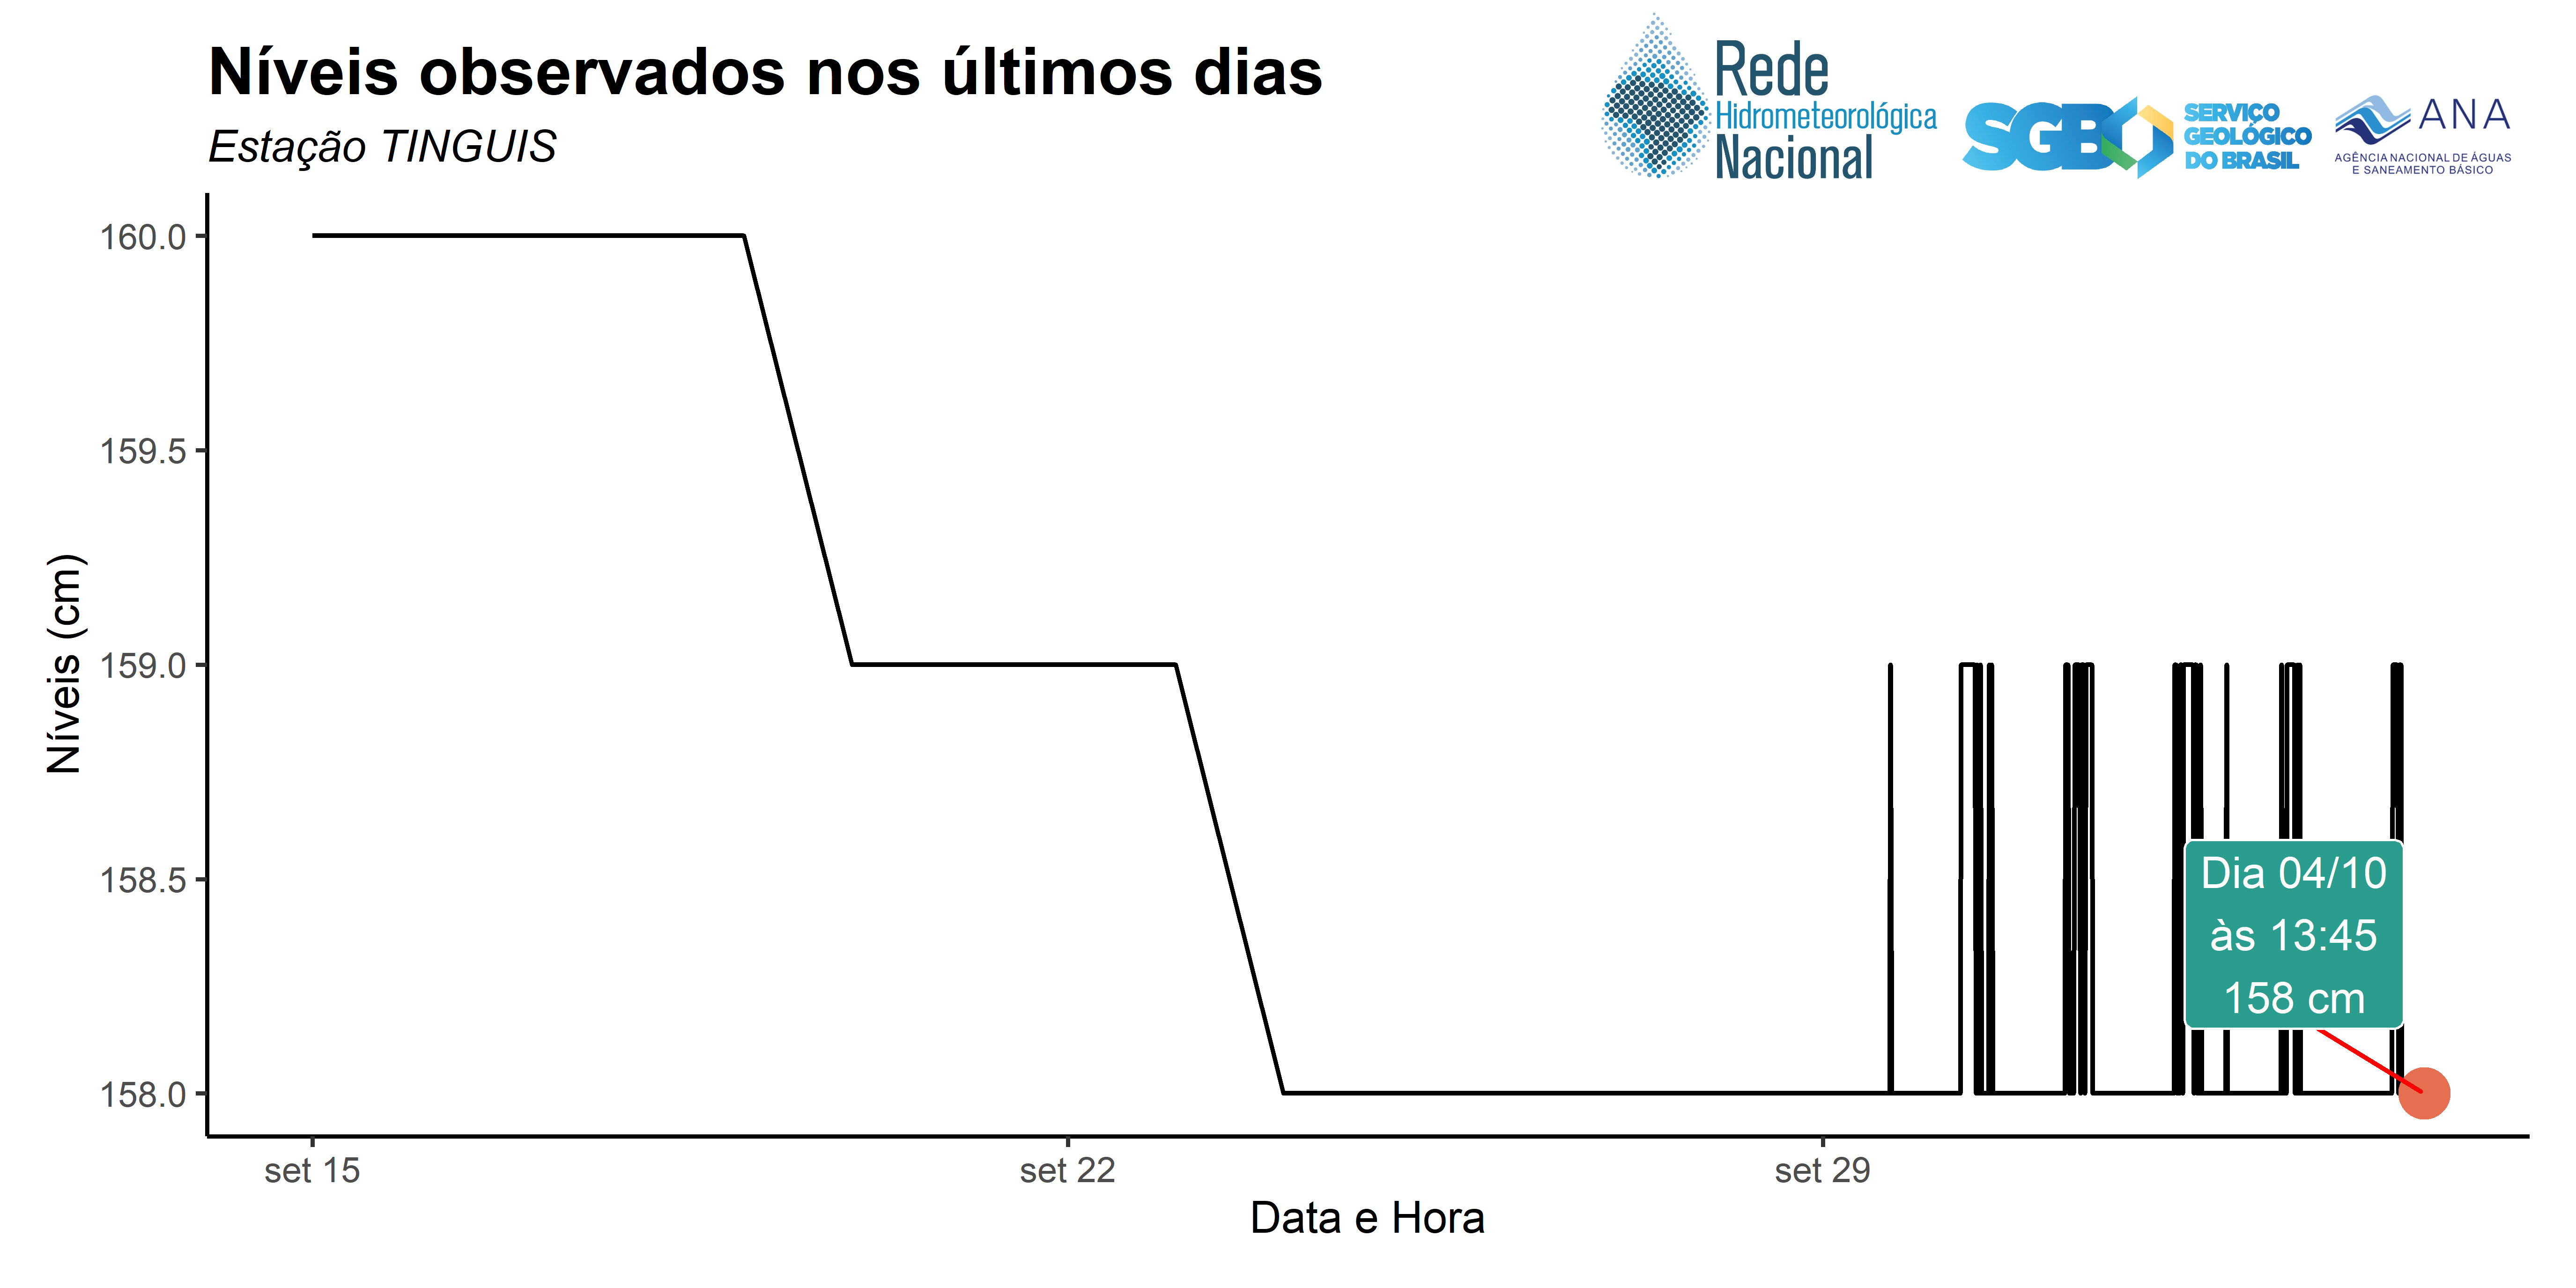 Níveis observados nos últimos dias
Estação TINGUIS
Rede
Hidrometeorológica
Nacional
SGB
SERVIÇO
GEOLÓGICO
DO BRASIL
ANA
AGÊNCIA NACIONAL DE ÁGUAS
E SANEAMENTO BÁSICO
Níveis (cm)
160.0
159.5
159.0
158.5
158.0
Dia 04/10
às 13:45
158 cm
set 15
set 22
set 29
Data e Hora